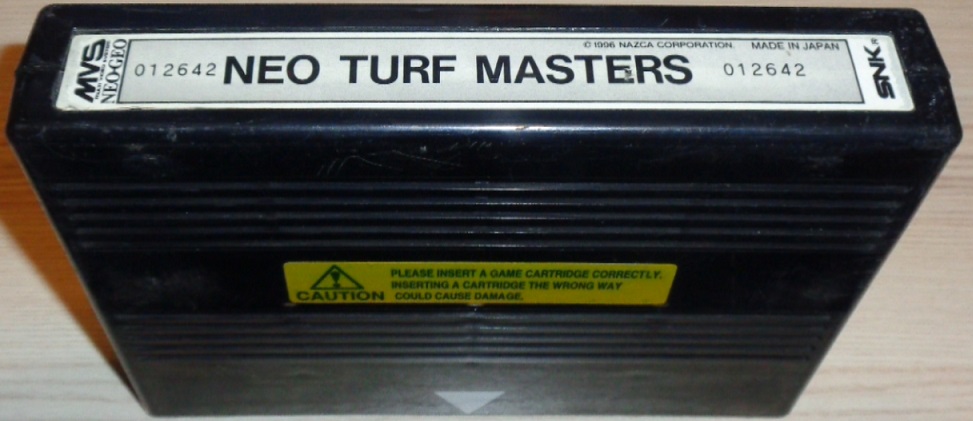 MVS
NEO·GEO
012642
NEO TURF MASTERS
© 1996 NAZCA CORPORATION.
MADE IN JAPAN
012642
SNK®
CAUTION
PLEASE INSERT A GAME CARTRIDGE CORRECTLY.
INSERTING A CARTRIDGE THE WRONG WAY
COULD CAUSE DAMAGE.